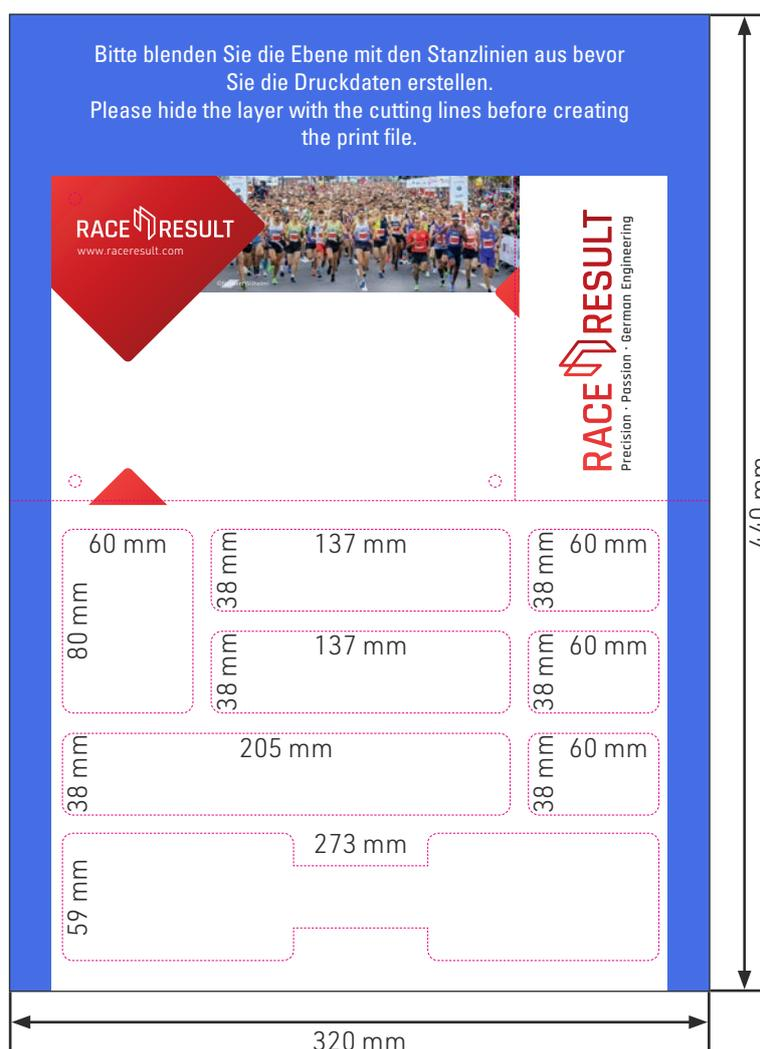 Bitte blenden Sie die Ebene mit den Stanzlinien aus bevor
Sie die Druckdaten erstellen.
Please hide the layer with the cutting lines before creating
the print file.
RACE RESULT
www.raceresult.com
RACE RESULT
Precision · Passion · German Engineering
440 mm
60 mm
80 mm
137 mm
38 mm
60 mm
38 mm
137 mm
38 mm
60 mm
38 mm
205 mm
38 mm
60 mm
38 mm
273 mm
59 mm
320 mm